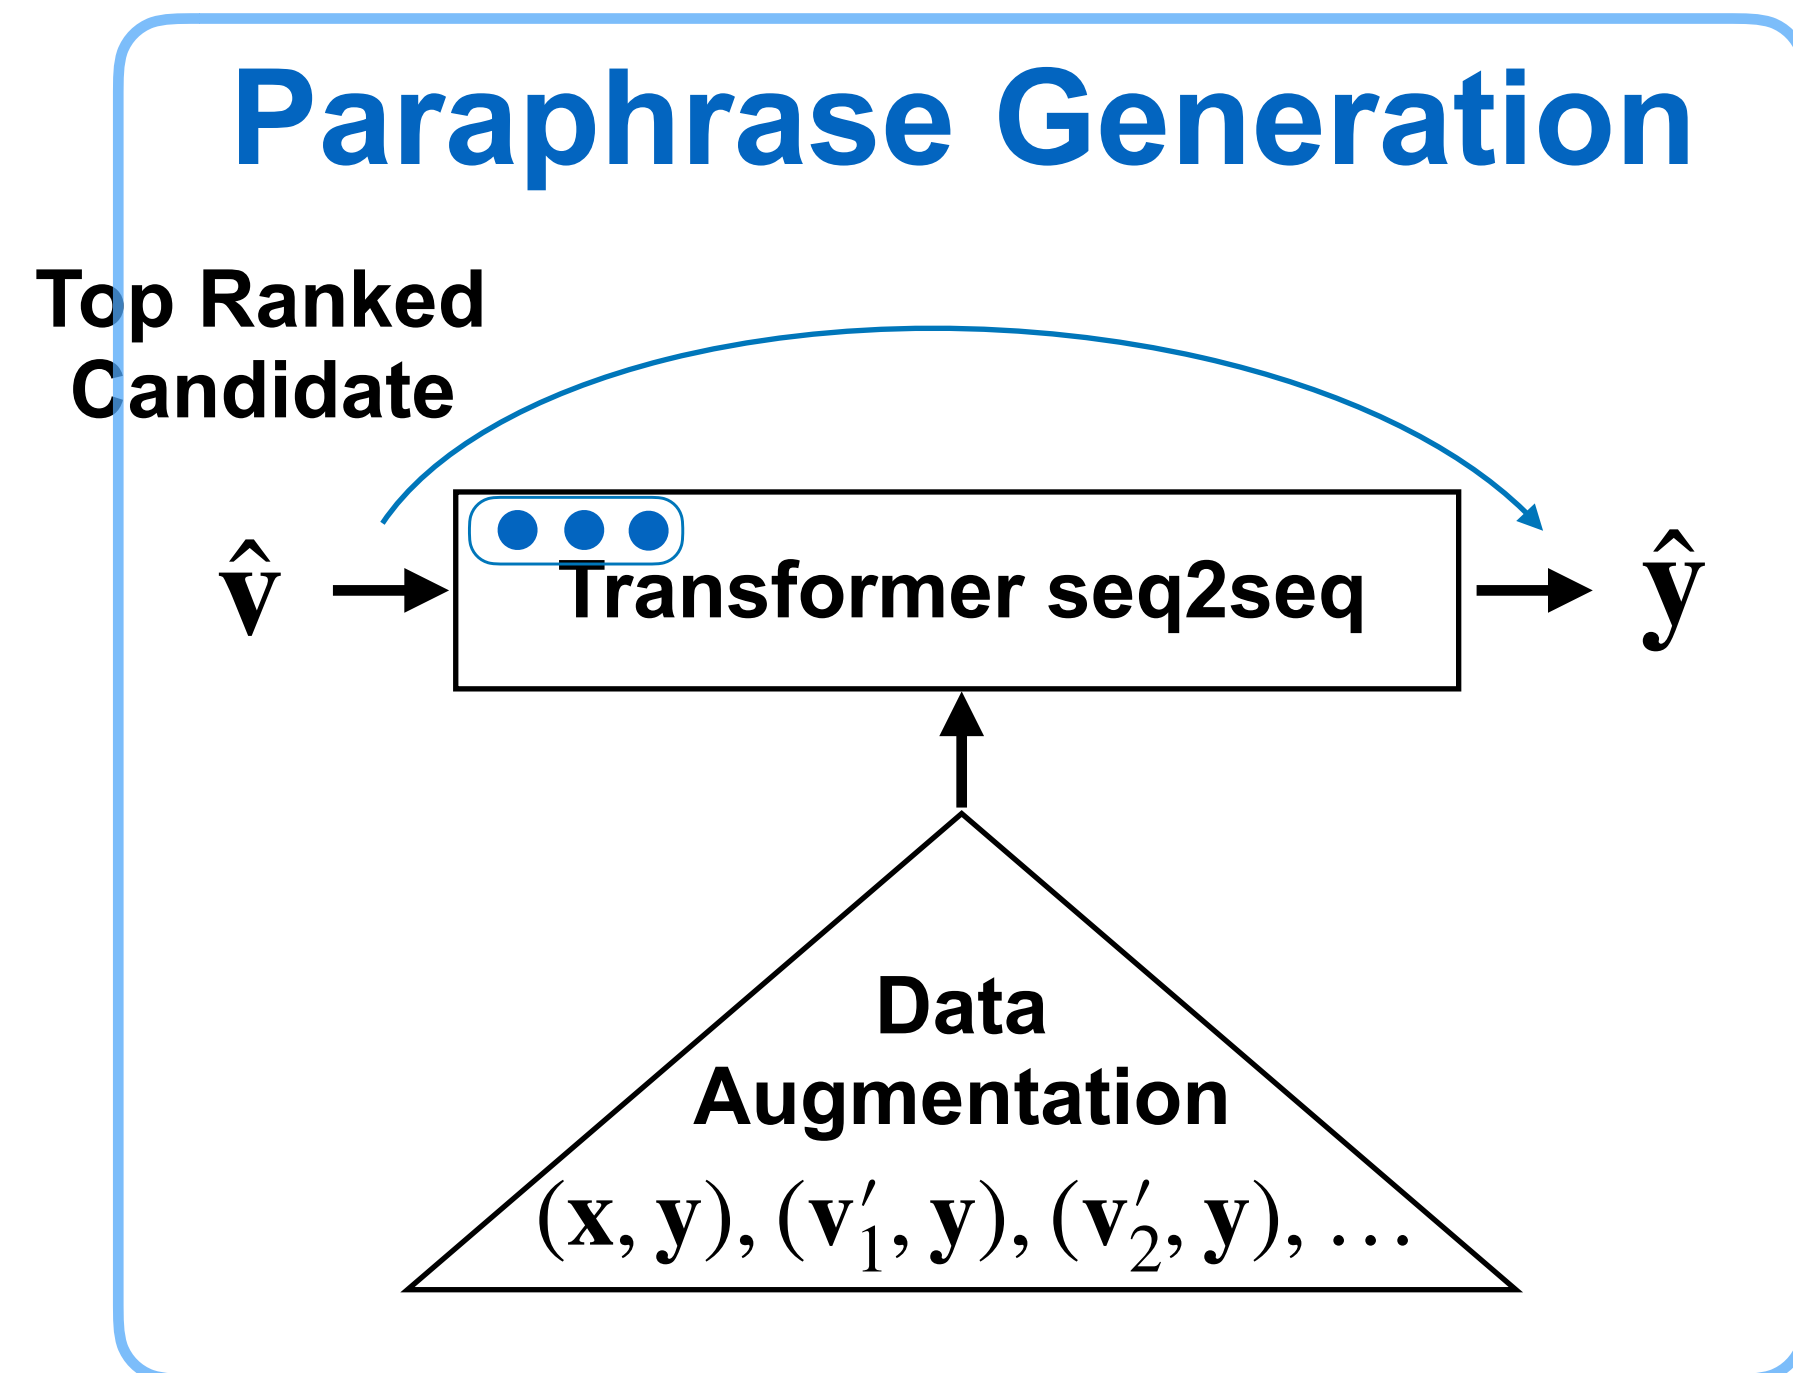 Paraphrase Generation
Top Ranked
Candidate
v̂
Transformer seq2seq
ŷ
Data
Augmentation
(x, y), (v′₁, y), (v′₂, y), …